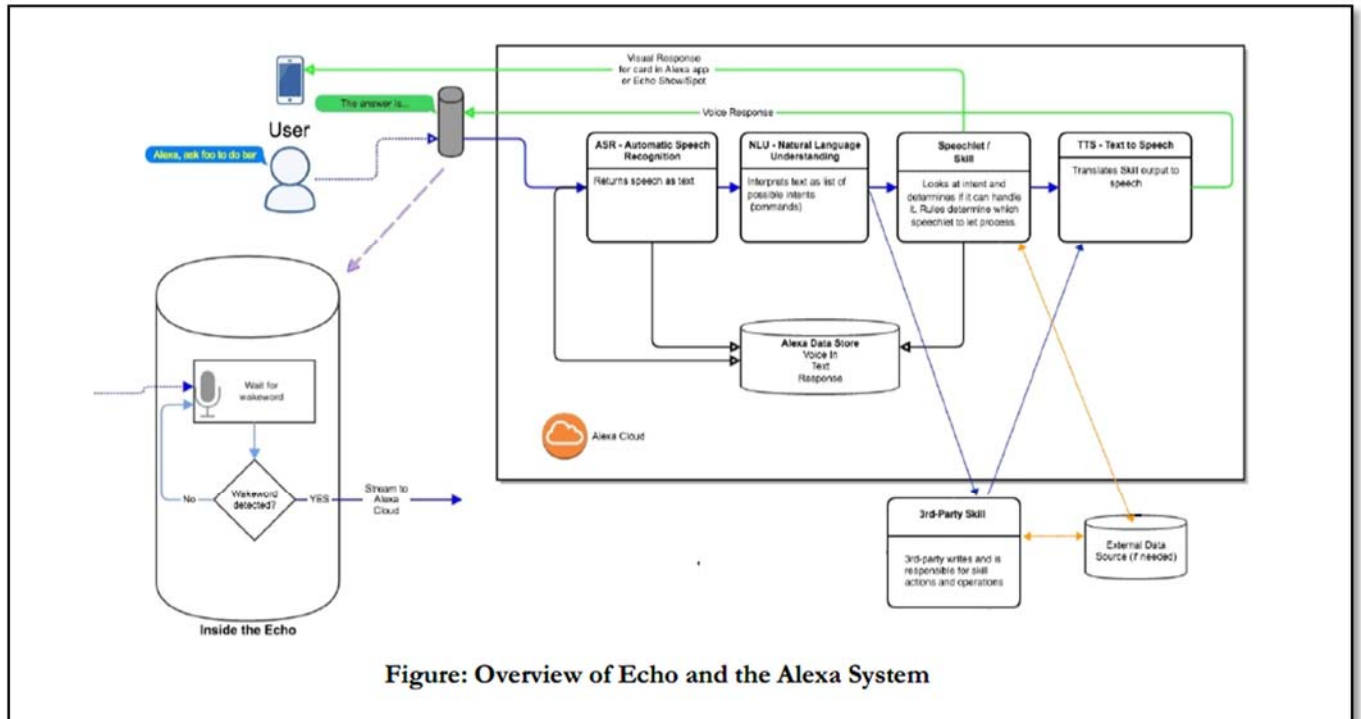 Visual Response
for card in Alexa app
or Echo Show/Spot
The answer is...
Voice Response
User
Alexa, ask foo to do bar
ASR - Automatic Speech
Recognition
Returns speech as text
NLU - Natural Language
Understanding
Interprets text as list of
possible intents
(commands)
Speechlet /
Skill
Looks at intent and
determines if it can handle
it. Rules determine which
speechlet to let process.
TTS - Text to Speech
Translates Skill output to
speech
Alexa Data Store
Voice In
Text
Response
Alexa Cloud
Wait for
wakeword
No
Wakeword
detected?
YES
Stream to
Alexa
Cloud
Inside the Echo
3rd-Party Skill
3rd-party writes and is
responsible for skill
actions and operations
External Data
Source (if needed)
Figure: Overview of Echo and the Alexa System